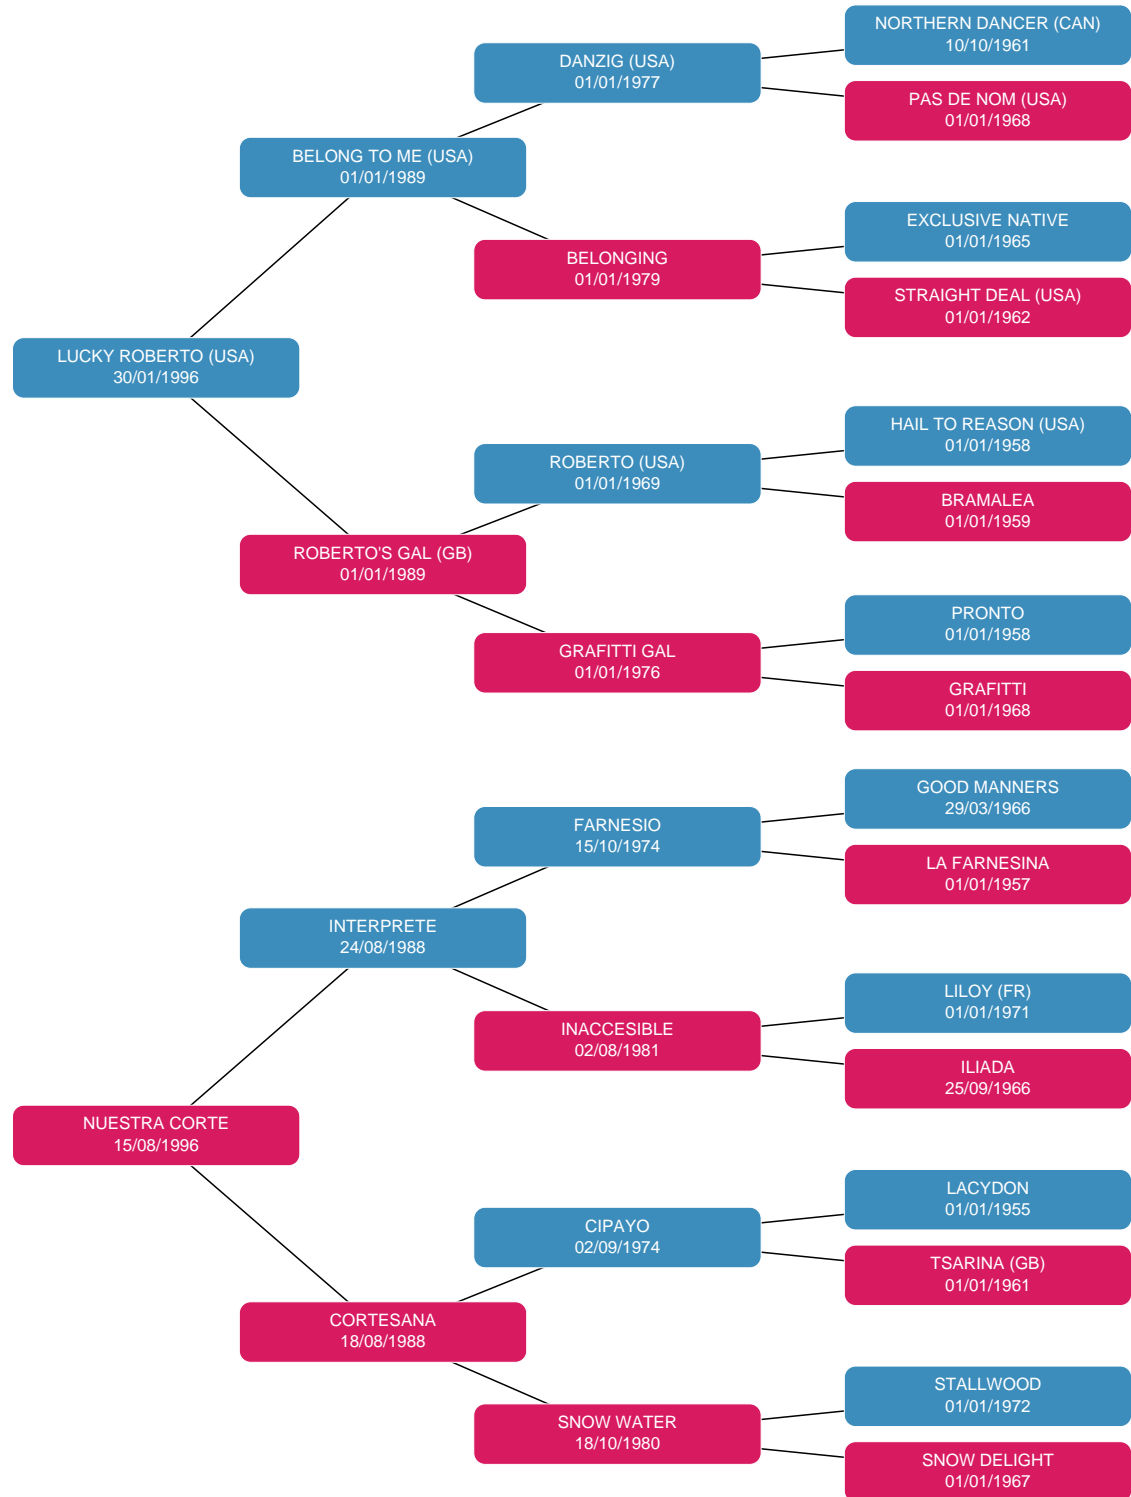 NORTHERN DANCER (CAN)
10/10/1961
DANZIG (USA)
01/01/1977
PAS DE NOM (USA)
01/01/1968
BELONG TO ME (USA)
01/01/1989
EXCLUSIVE NATIVE
01/01/1965
BELONGING
01/01/1979
STRAIGHT DEAL (USA)
01/01/1962
LUCKY ROBERTO (USA)
30/01/1996
HAIL TO REASON (USA)
01/01/1958
ROBERTO (USA)
01/01/1969
BRAMALEA
01/01/1959
ROBERTO'S GAL (GB)
01/01/1989
PRONTO
01/01/1958
GRAFITTI GAL
01/01/1976
GRAFITTI
01/01/1968
GOOD MANNERS
29/03/1966
FARNESIO
15/10/1974
LA FARNESINA
01/01/1957
INTERPRETE
24/08/1988
LILOY (FR)
01/01/1971
INACCESIBLE
02/08/1981
ILIADA
25/09/1966
NUESTRA CORTE
15/08/1996
LACYDON
01/01/1955
CIPAYO
02/09/1974
TSARINA (GB)
01/01/1961
CORTESANA
18/08/1988
STALLWOOD
01/01/1972
SNOW WATER
18/10/1980
SNOW DELIGHT
01/01/1967